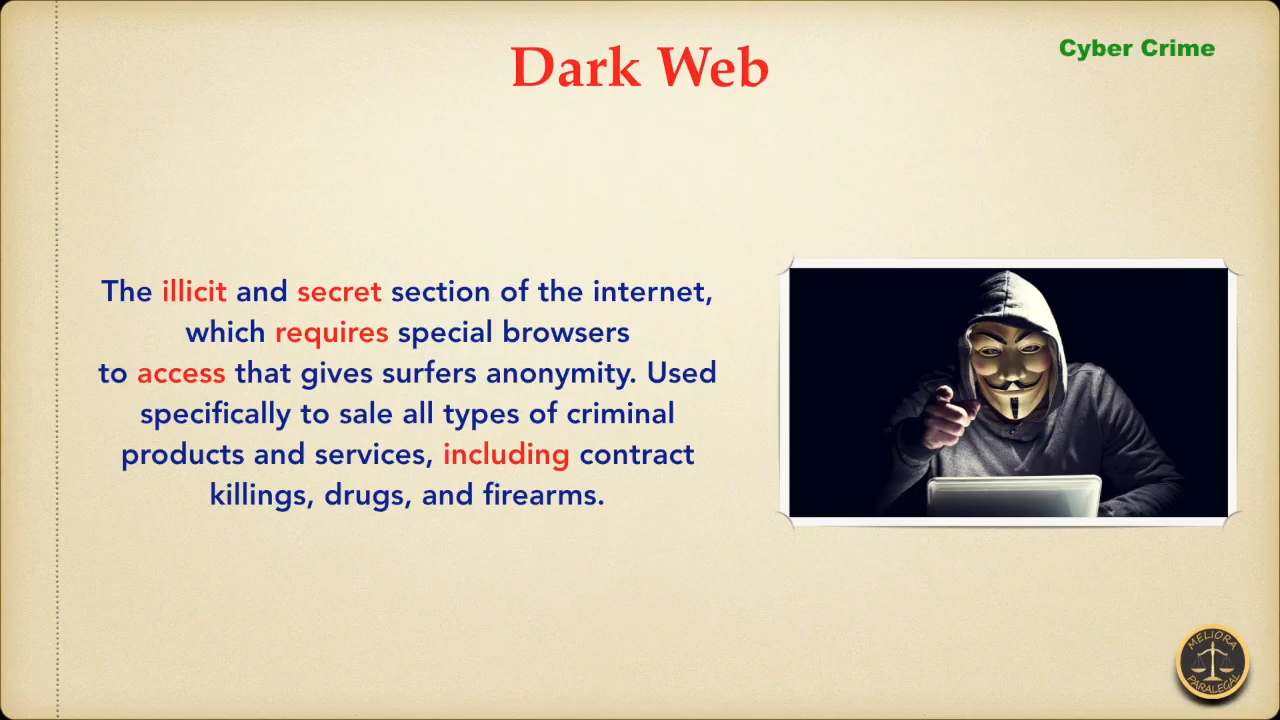 Dark Web
Cyber Crime
The illicit and secret section of the internet,
which requires special browsers
to access that gives surfers anonymity. Used
specifically to sale all types of criminal
products and services, including contract
killings, drugs, and firearms.
MELIORA
PARALEGAL